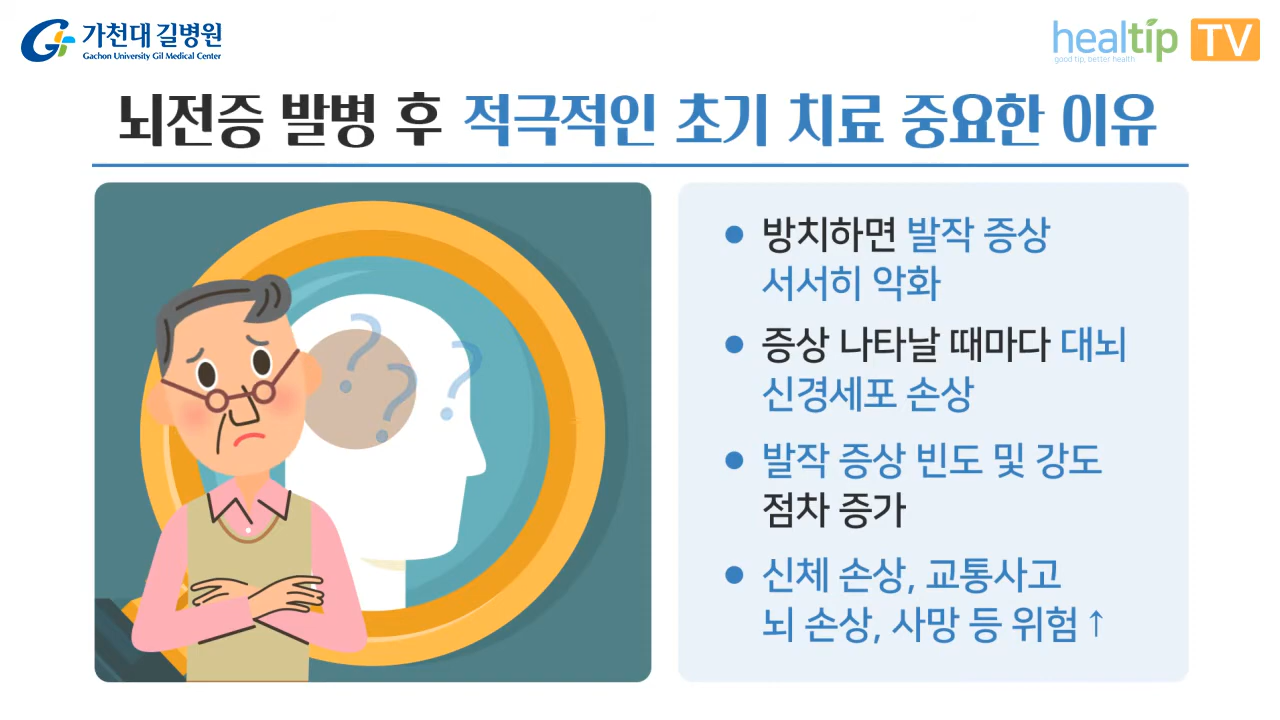 가천대 길병원
Gachon University Gil Medical Center
healtip TV
good tip, better health
뇌전증 발병 후 적극적인 초기 치료 중요한 이유
? ? ?
● 방치하면 발작 증상
서서히 악화
● 증상 나타날 때마다 대뇌
신경세포 손상
● 발작 증상 빈도 및 강도
점차 증가
● 신체 손상, 교통사고
뇌 손상, 사망 등 위험 ↑